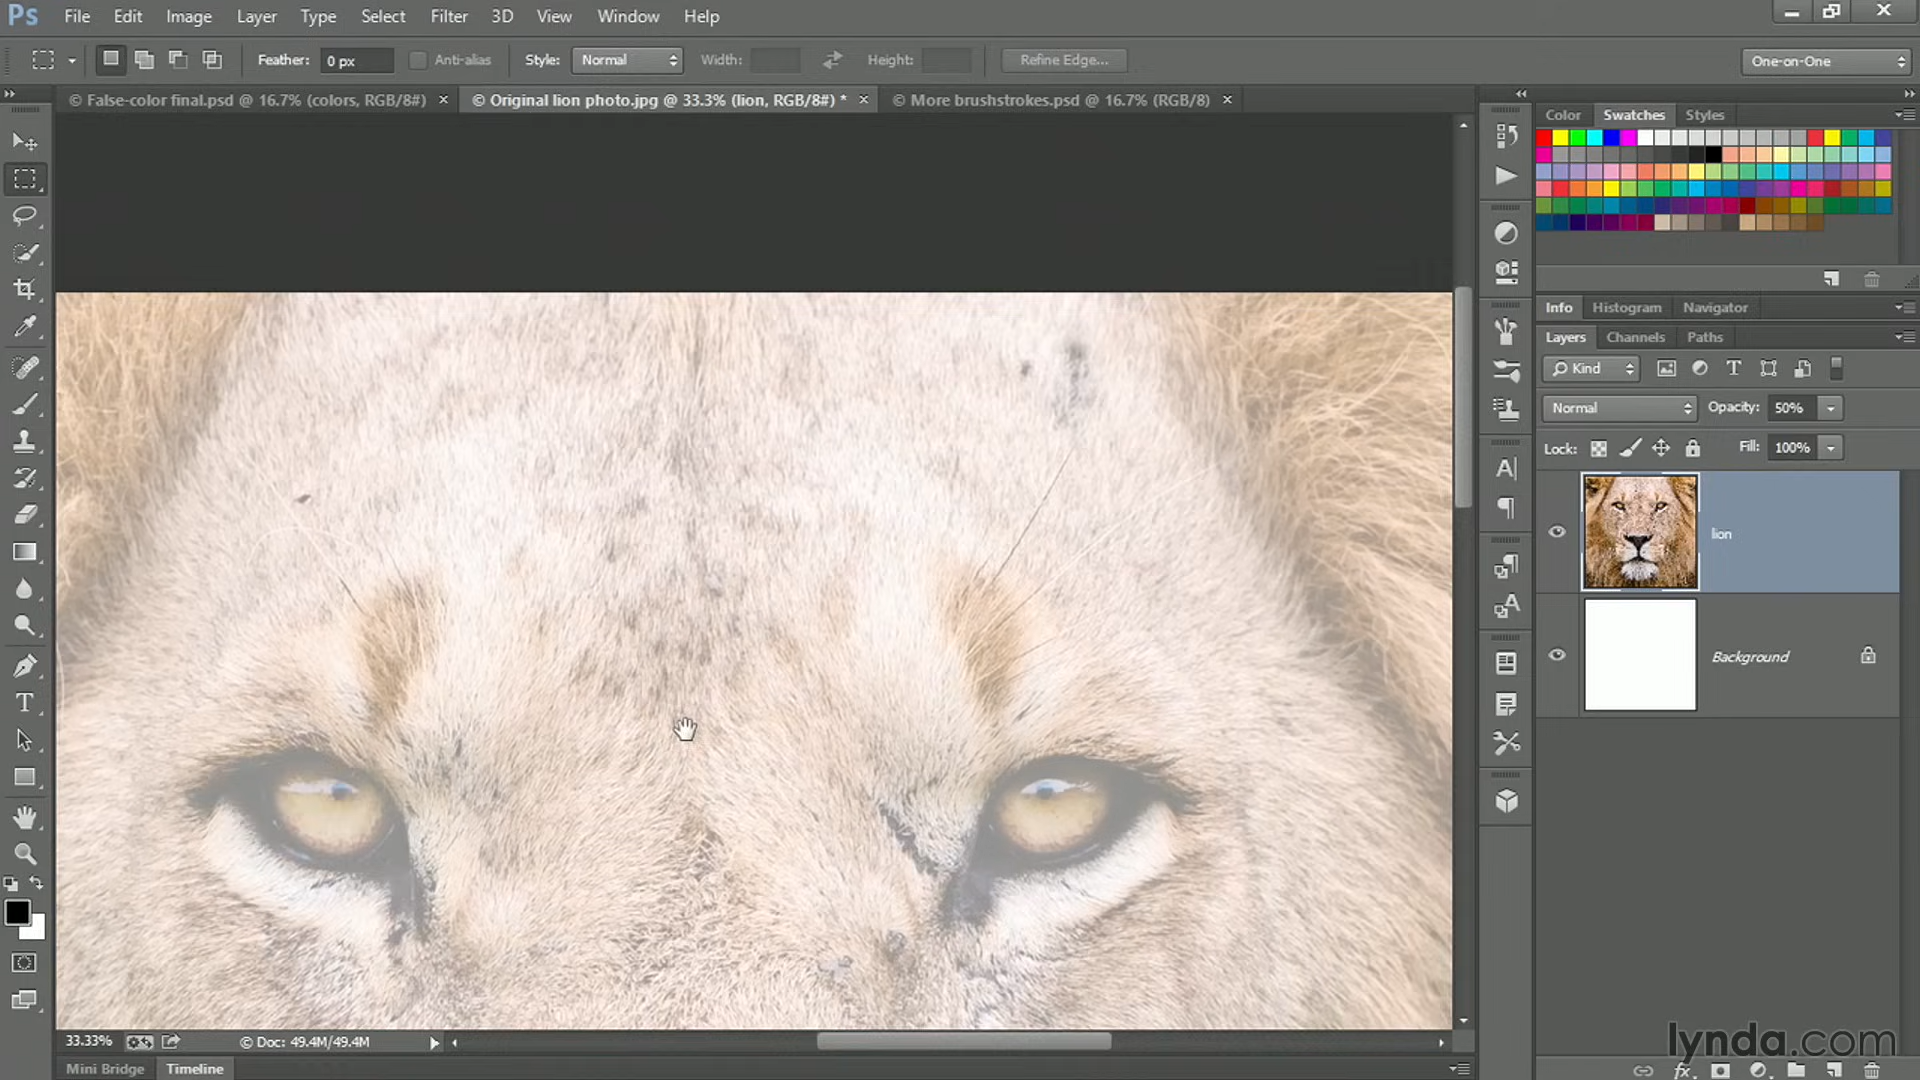 Ps File Edit Image Layer Type Select Filter 3D View Window Help
Feather: 0 px Anti-alias Style: Normal Width: Height: Refine Edge... One-on-One
© False-color final.psd @ 16.7% (colors, RGB/8#) × © Original lion photo.jpg @ 33.3% (lion, RGB/8#) * × © More brushstrokes.psd @ 16.7% (RGB/8) ×
Color Swatches Styles
Info Histogram Navigator
Layers Channels Paths
Kind
Normal Opacity: 50%
Lock: Fill: 100%
lion
Background
33.33% © Doc: 49.4M/49.4M
Mini Bridge Timeline
lynda.com